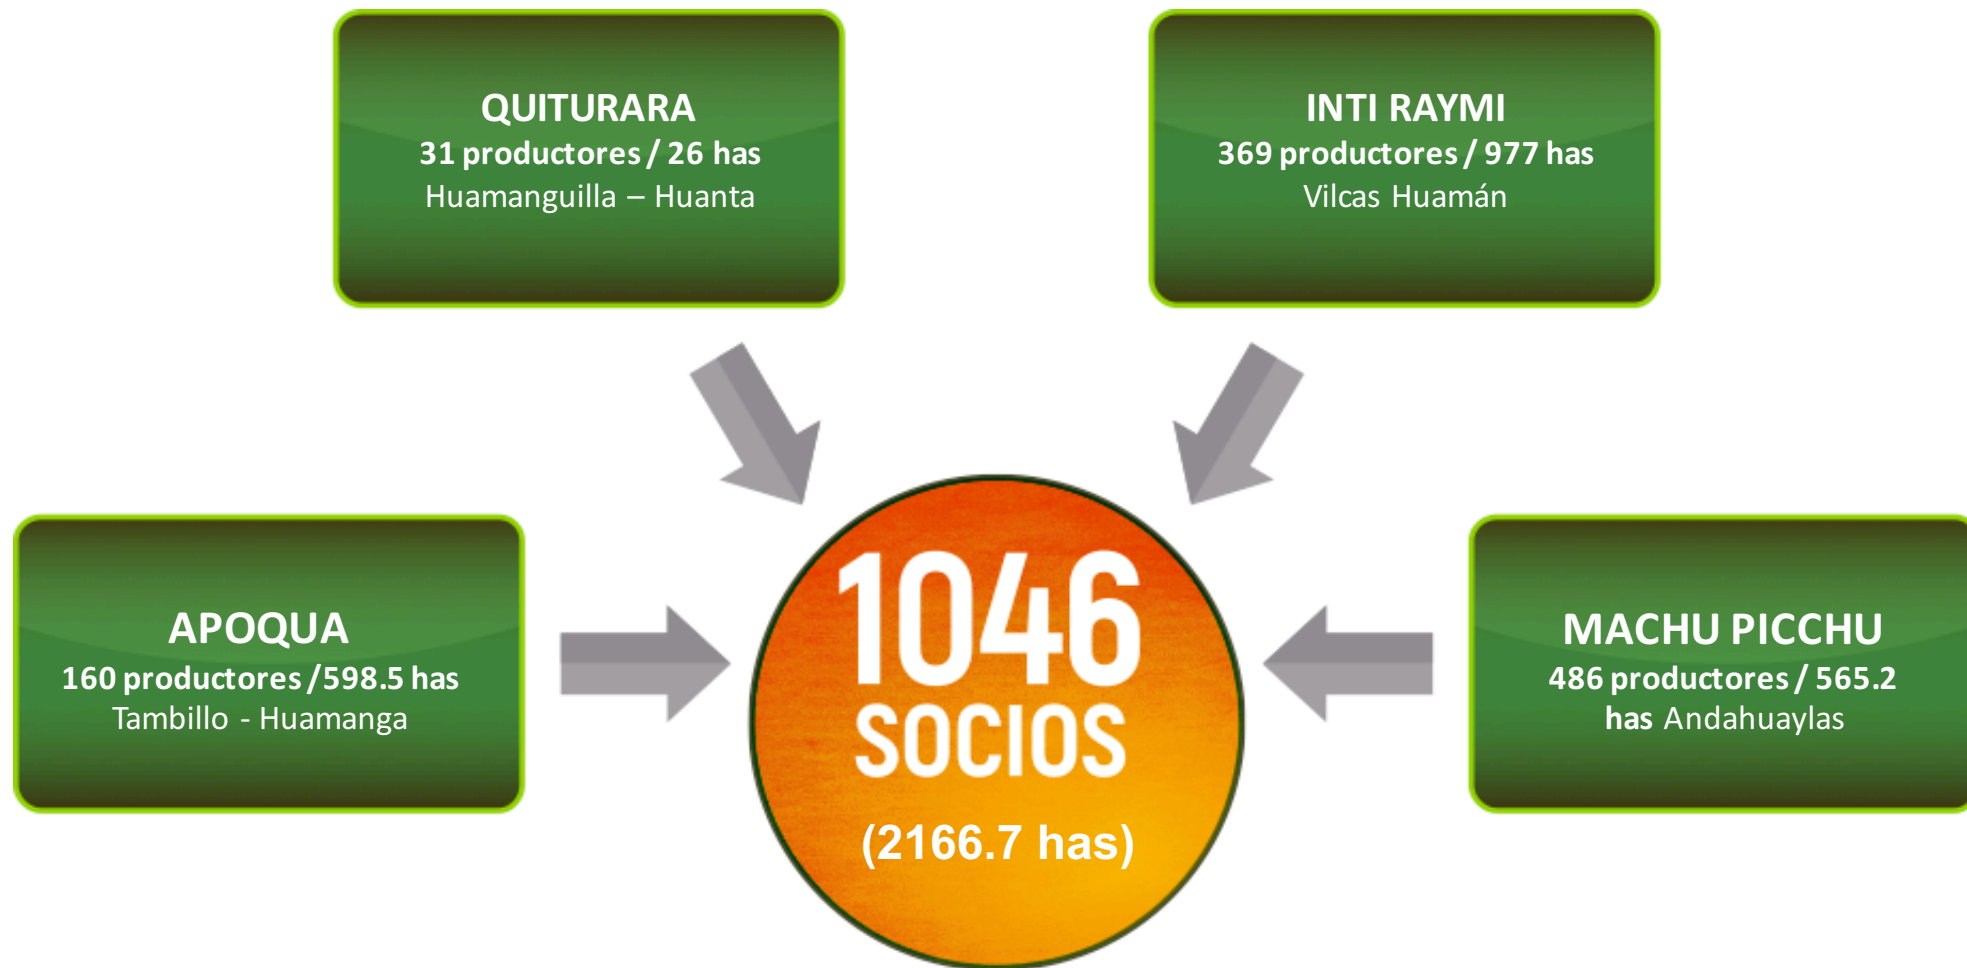 QUITURARA
31 productores / 26 has
Huamanguilla – Huanta
INTI RAYMI
369 productores / 977 has
Vilcas Huamán
APOQUA
160 productores /598.5 has
Tambillo - Huamanga
1046
SOCIOS
(2166.7 has)
MACHU PICCHU
486 productores / 565.2
has Andahuaylas